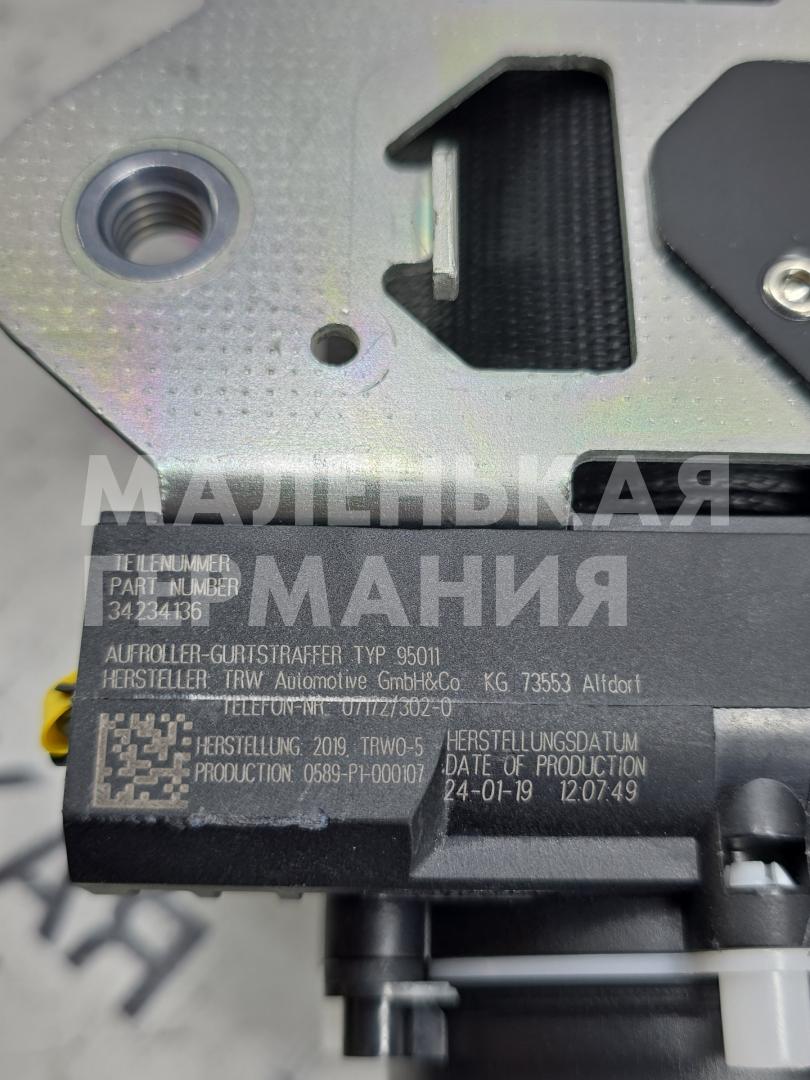 МАЛЕНЬКАЯ
ГЕРМАНИЯ
TEILENUMMER
PART NUMBER
34234136
AUFROLLER-GURTSTRAFFER TYP 95011
HERSTELLER: TRW Automotive GmbH&Co. KG 73553 Alfdorf
TELEFON-NR.: 07172/302-0
HERSTELLUNG: 2019, TRWO-5
PRODUCTION: 0589-P1-000107
HERSTELLUNGSDATUM
DATE OF PRODUCTION
24-01-19 12:07:49